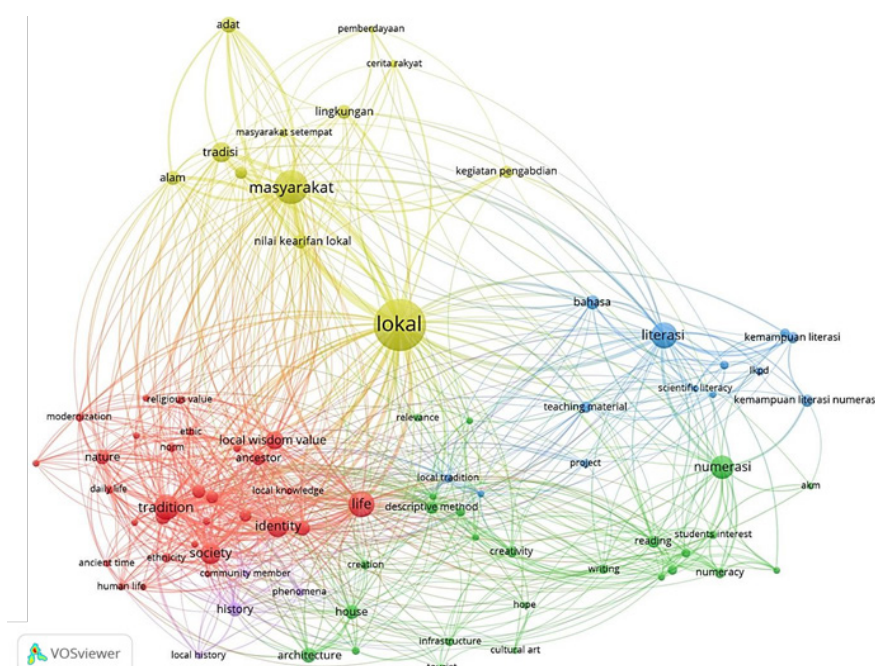 adat
pemberdayaan
cerita rakyat
lingkungan
masyarakat setempat
tradisi
kegiatan pengabdian
alam
masyarakat
nilai kearifan lokal
bahasa
lokal
literasi
kemampuan literasi
lkpd
scientific literacy
religious value
kemampuan literasi numeras
teaching material
modernization
relevance
ethic
local wisdom value
norm
nature
ancestor
project
numerasi
local tradition
daily life
local knowledge
akm
tradition
life
descriptive method
identity
students interest
reading
society
creativity
ethnicity
ancient time
creation
writing
community member
numeracy
human life
phenomena
hope
history
house
infrastructure
cultural art
local history
architecture
VOSviewer